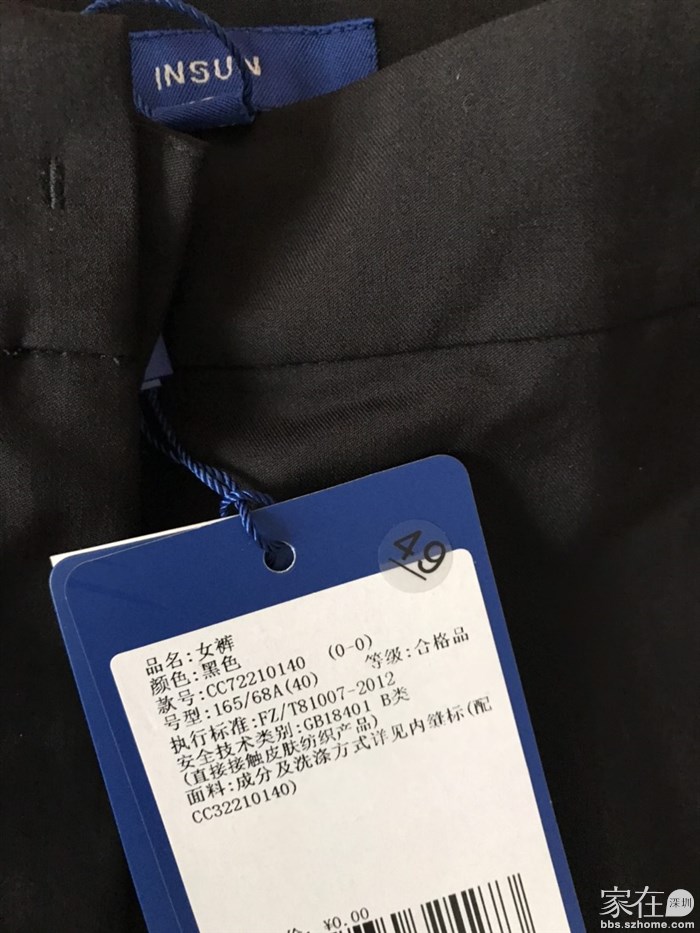 INSUN
49
品名:女裤
颜色:黑色
款号:CC72210140 (0-0)
号型:165/68A(40) 等级:合格品
执行标准:FZ/T81007-2012
安全技术类别:GB18401 B类
(直接接触皮肤纺织产品)
面料:成分及洗涤方式详见内缝标(配
CC32210140)
价:¥0.00
家在深圳
bbs.szhome.com